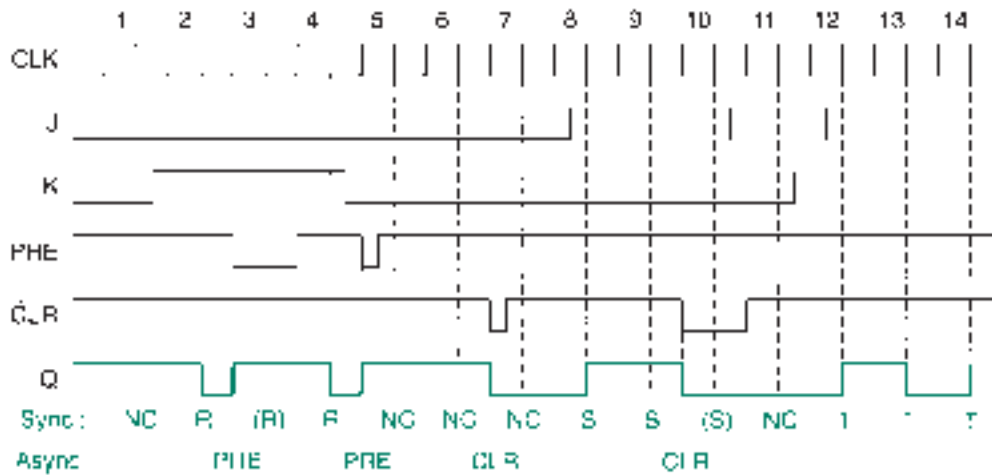 1 2 3 4 5 6 7 8 9 10 11 12 13 14
CLK
J
K
PRE
CLR
Q
Sync: NC R (R) R NC NC NC S S (S) NC T T T
Async PRE PRE CLR CLR